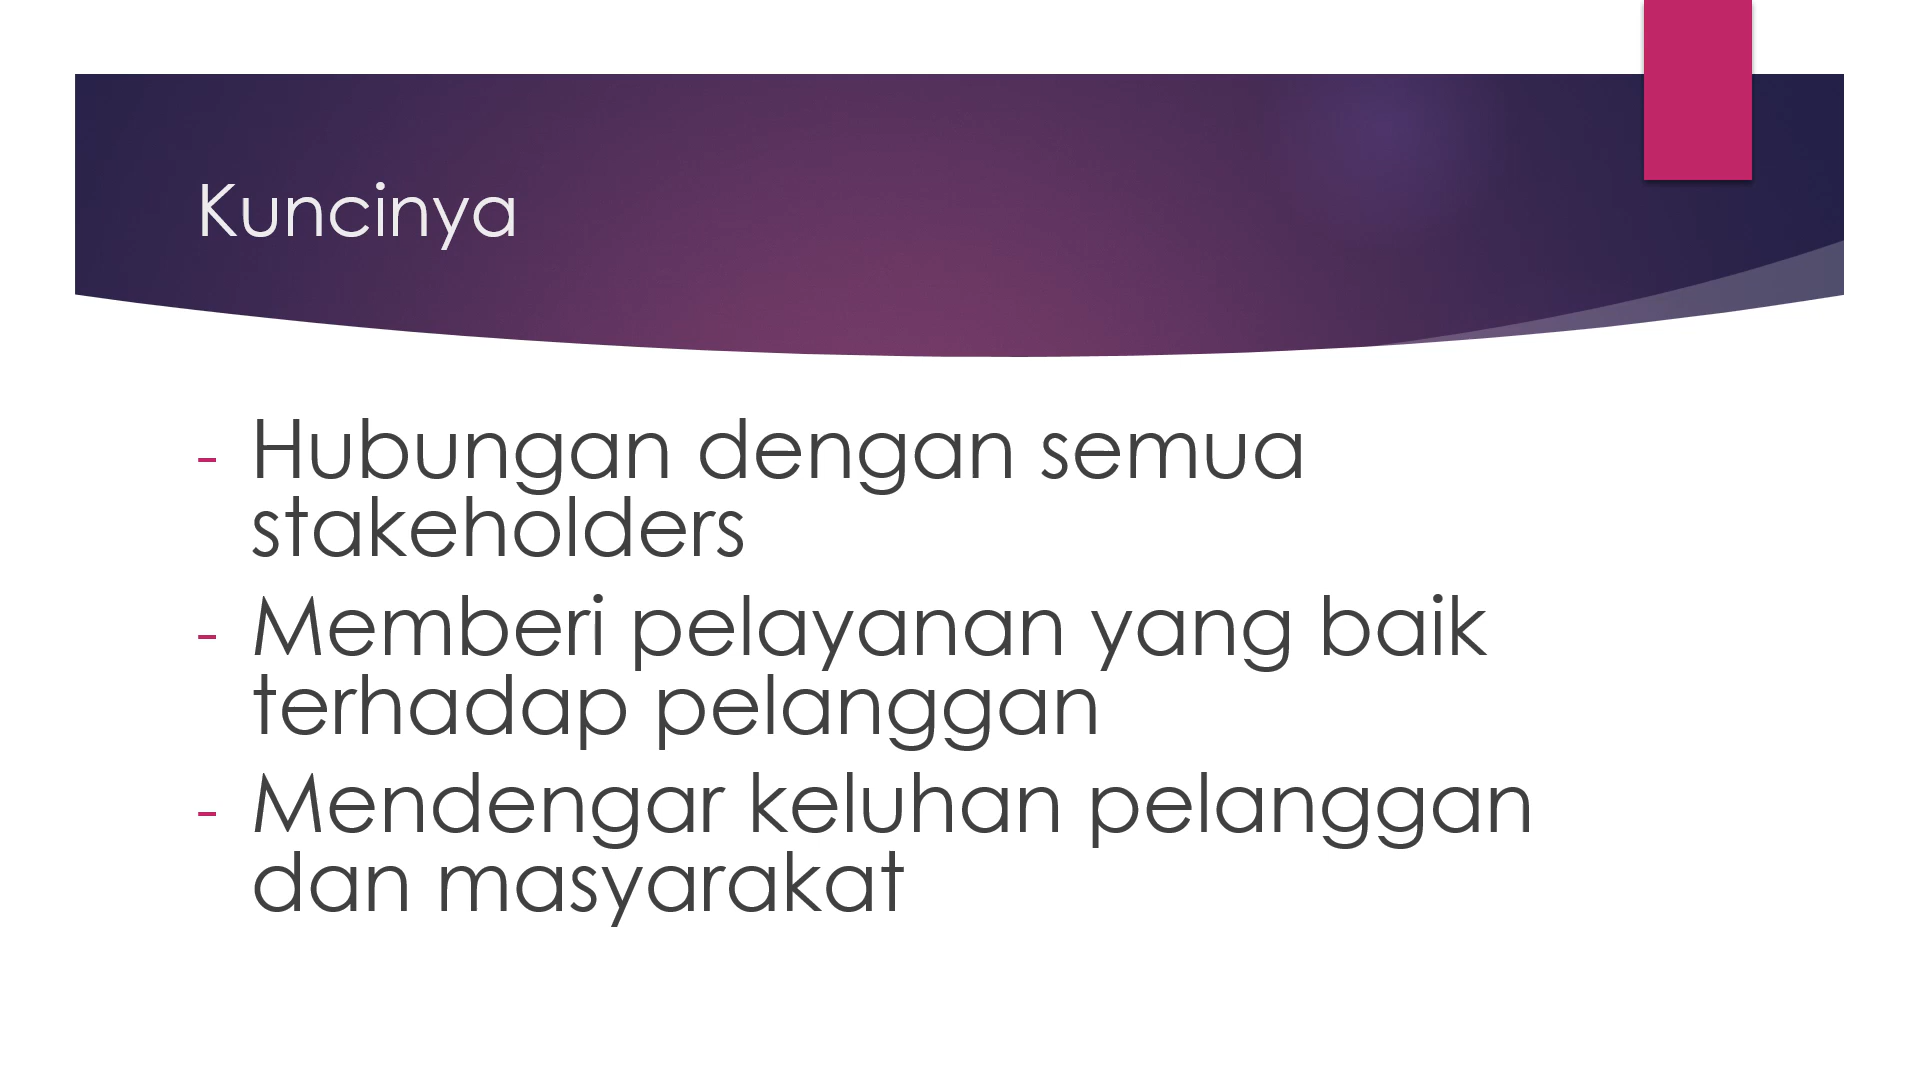 Kuncinya
- Hubungan dengan semua
stakeholders
- Memberi pelayanan yang baik
terhadap pelanggan
- Mendengar keluhan pelanggan
dan masyarakat